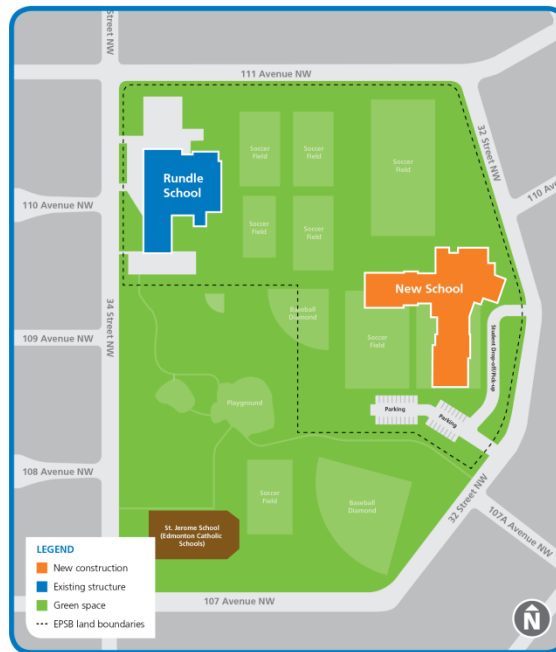 Street NW
111 Avenue NW
32 Street NW
Soccer
Field
Soccer
Field
Soccer
Field
Rundle
School
110 Avenue NW
110 Ave
Soccer
Field
Soccer
Field
New School
34 Street NW
Baseball
Diamond
Soccer
Field
Student Drop-off/Pick-up
109 Avenue NW
Playground
Parking
Parking
108 Avenue NW
Soccer
Field
Baseball
Diamond
32 Street NW
107A Avenue NW
St. Jerome School
(Edmonton Catholic
Schools)
LEGEND
New construction
Existing structure
Green space
EPSB land boundaries
107 Avenue NW
N